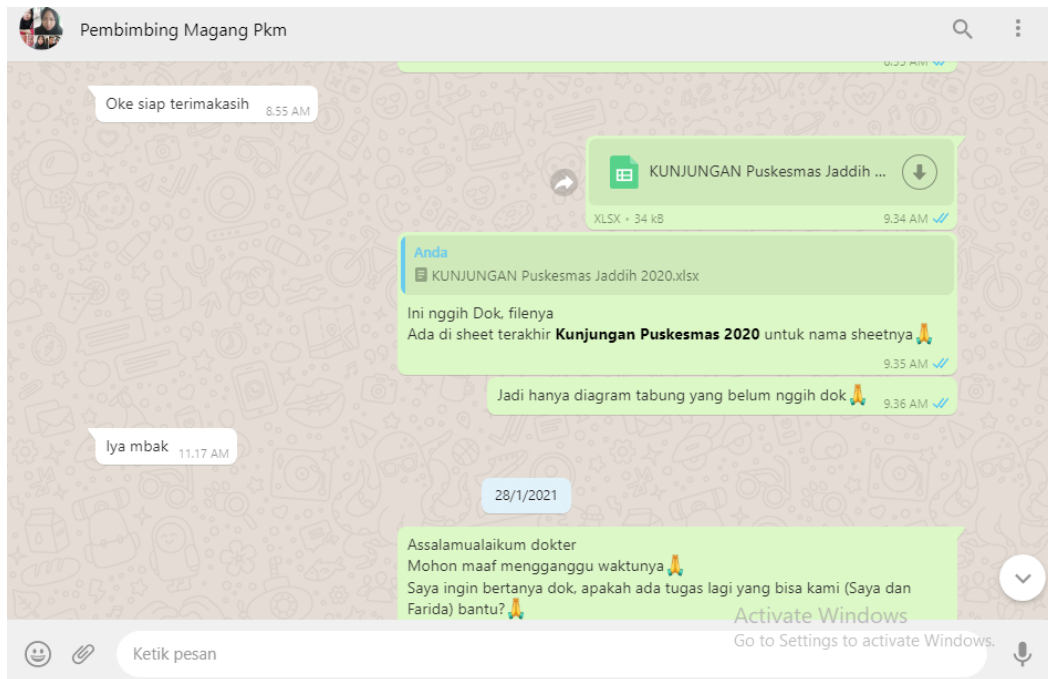 Pembimbing Magang Pkm
8.55 AM
Oke siap terimakasih 8.55 AM
KUNJUNGAN Puskesmas Jaddih ...
XLSX • 34 kB 9.34 AM
Anda
KUNJUNGAN Puskesmas Jaddih 2020.xlsx
Ini nggih Dok, filenya
Ada di sheet terakhir Kunjungan Puskesmas 2020 untuk nama sheetnya
9.35 AM
Jadi hanya diagram tabung yang belum nggih dok 9.36 AM
Iya mbak 11.17 AM
28/1/2021
Assalamualaikum dokter
Mohon maaf mengganggu waktunya
Saya ingin bertanya dok, apakah ada tugas lagi yang bisa kami (Saya dan
Farida) bantu?
Activate Windows
Go to Settings to activate Windows.
Ketik pesan